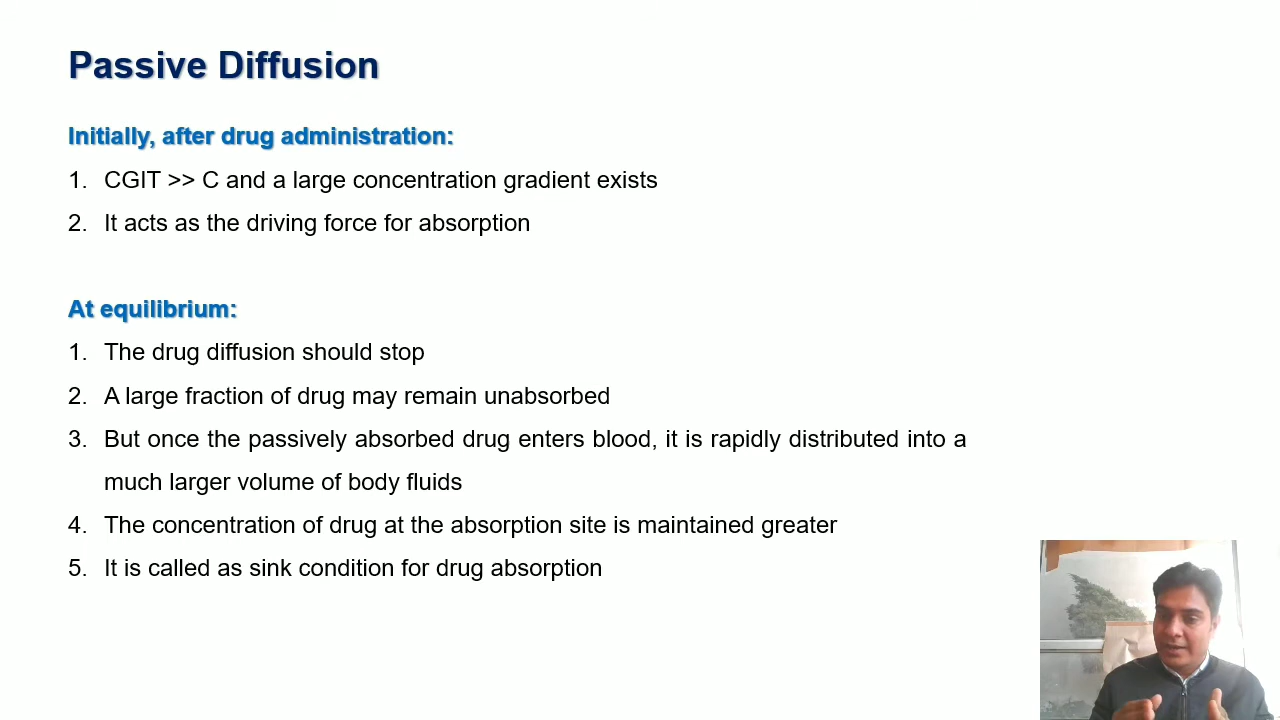 Passive Diffusion
Initially, after drug administration:
1. CGIT >> C and a large concentration gradient exists
2. It acts as the driving force for absorption
At equilibrium:
1. The drug diffusion should stop
2. A large fraction of drug may remain unabsorbed
3. But once the passively absorbed drug enters blood, it is rapidly distributed into a
much larger volume of body fluids
4. The concentration of drug at the absorption site is maintained greater
5. It is called as sink condition for drug absorption